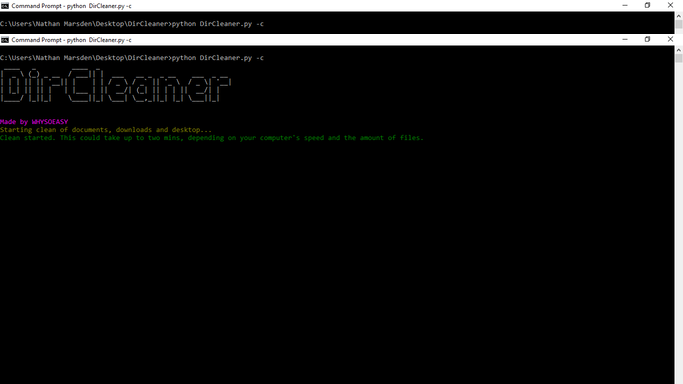 Command Prompt - python  DirCleaner.py -c
C:\Users\Nathan Marsden\Desktop\DirCleaner>python DirCleaner.py -c
Command Prompt - python  DirCleaner.py -c
C:\Users\Nathan Marsden\Desktop\DirCleaner>python DirCleaner.py -c
DirCleaner
Made by WHYSOEASY
Starting clean of documents, downloads and desktop...
Clean started. This could take up to two mins, depending on your computer's speed and the amount of files.